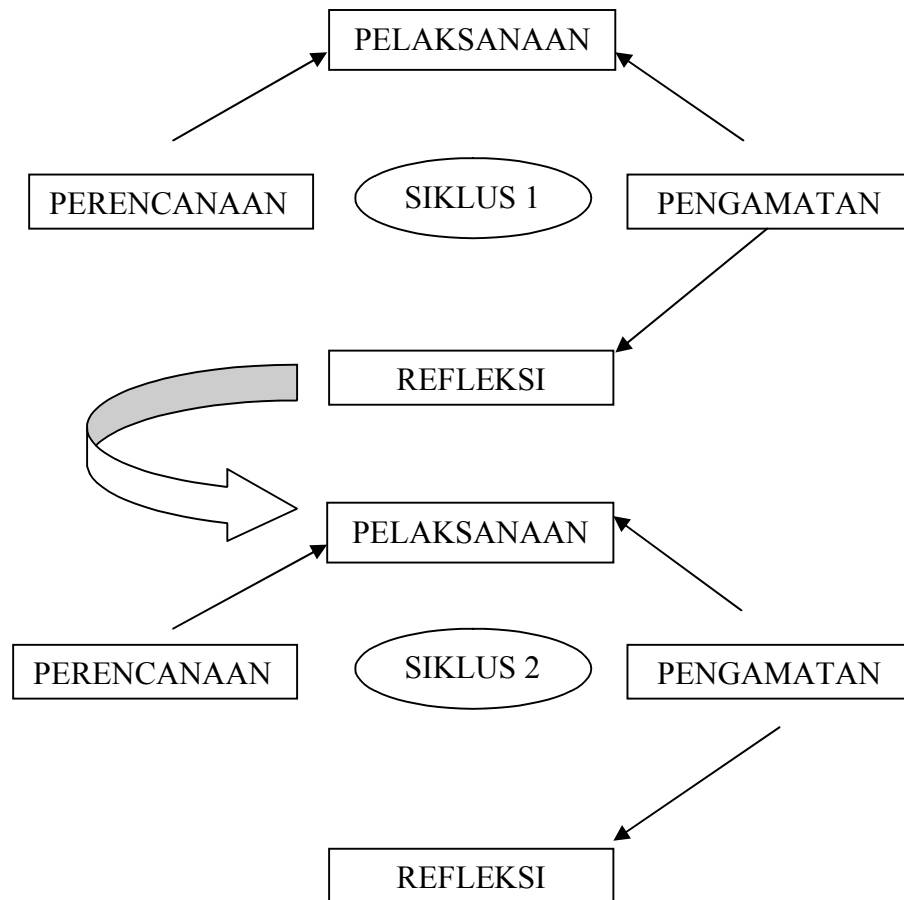 PELAKSANAAN
PERENCANAAN
SIKLUS 1
PENGAMATAN
REFLEKSI
PELAKSANAAN
PERENCANAAN
SIKLUS 2
PENGAMATAN
REFLEKSI